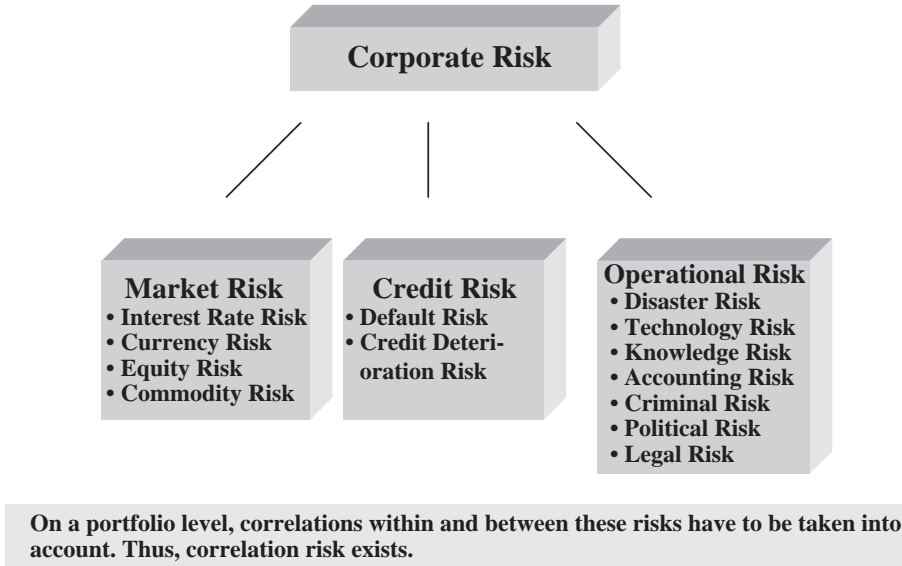 Corporate Risk
Market Risk
• Interest Rate Risk
• Currency Risk
• Equity Risk
• Commodity Risk
Credit Risk
• Default Risk
• Credit Deteri-
oration Risk
Operational Risk
• Disaster Risk
• Technology Risk
• Knowledge Risk
• Accounting Risk
• Criminal Risk
• Political Risk
• Legal Risk
On a portfolio level, correlations within and between these risks have to be taken into
account. Thus, correlation risk exists.